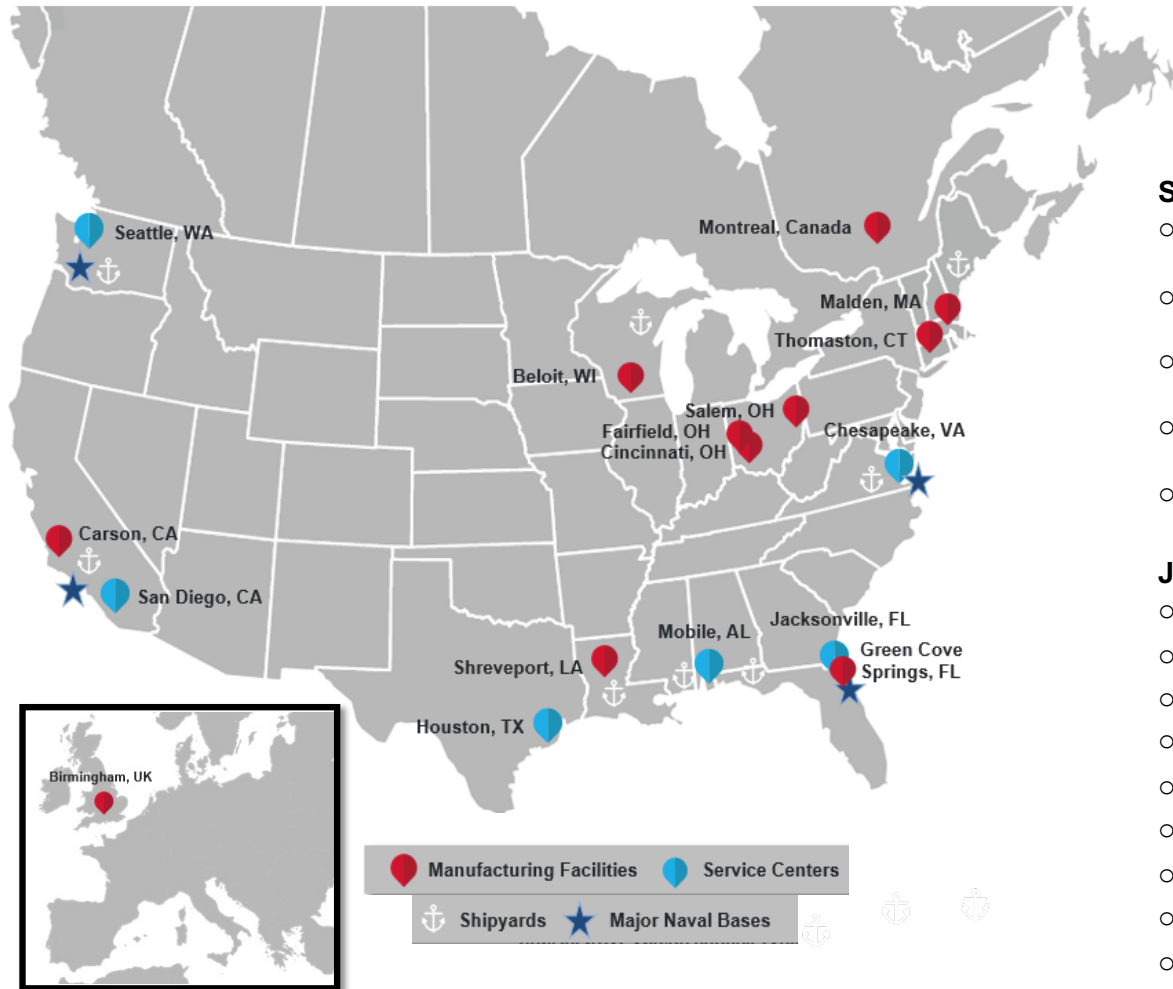 Montreal, Canada
Seattle, WA
Malden, MA
Thomaston, CT
Beloit, WI
Salem, OH
Fairfield, OH
Cincinnati, OH
Chesapeake, VA
Carson, CA
San Diego, CA
Jacksonville, FL
Mobile, AL
Green Cove
Springs, FL
Shreveport, LA
Houston, TX
Birmingham, UK
Manufacturing Facilities
Service Centers
Shipyards
Major Naval Bases
S
J